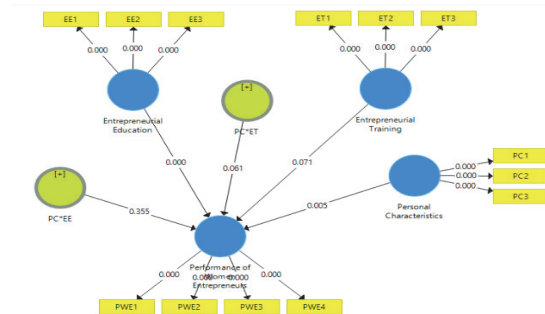 EE1 EE2 EE3 ET1 ET2 ET3
0.000 0.000 0.000 0.000 0.000 0.000
[+]
Entrepreneurial
Education
PC*ET
Entrepreneurial
Training
PC1
0.000
PC2
0.000
PC3
0.000
[+]
0.000
0.061
0.071
0.005
Personal
Characteristics
PC*EE
0.355
Performance of
Women
Entrepreneurs
0.000 0.000 0.000 0.000
PWE1 PWE2 PWE3 PWE4